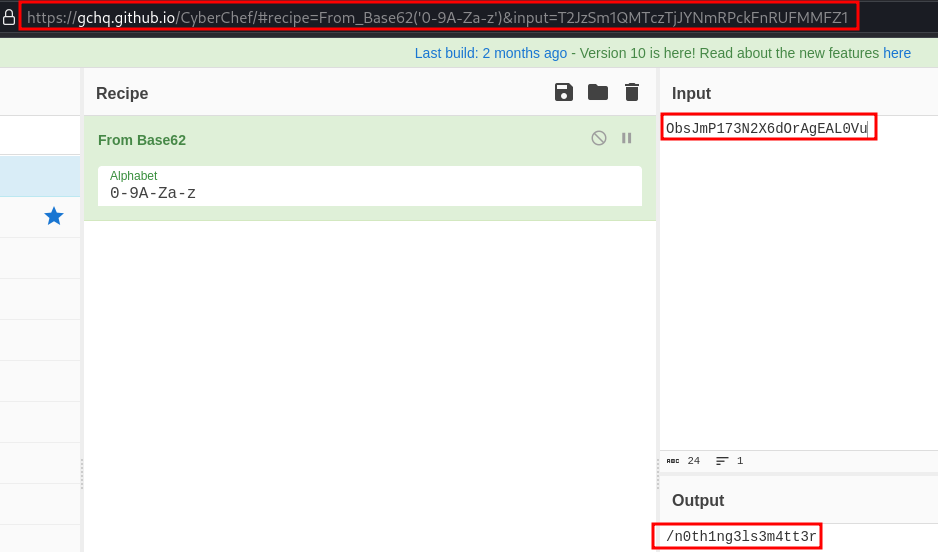 https://gchq.github.io/CyberChef/#recipe=From_Base62('0-9A-Za-z')&input=T2JzSm1QMTczTjJYNmRPckFnRUFMMFZ1
Last build: 2 months ago - Version 10 is here! Read about the new features here
Recipe
Input
From Base62
Alphabet
0-9A-Za-z
ObsJmP173N2X6dOrAgEAL0Vu
ABC 24 1
Output
/n0th1ng3ls3m4tt3r